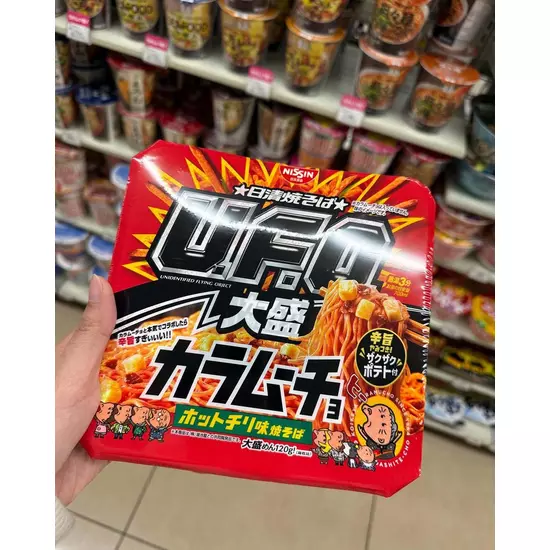 NISSIN
★日清焼そば★
U.F.O.
UNIDENTIFIED FLYING OBJECT
大盛
カラムーチョと本気でコラボしたら
辛旨すぎぃいい!!
カラムーチョ
辛旨
ザクザク
ポテト付
ホットチリ味焼そば
大盛めん120g!